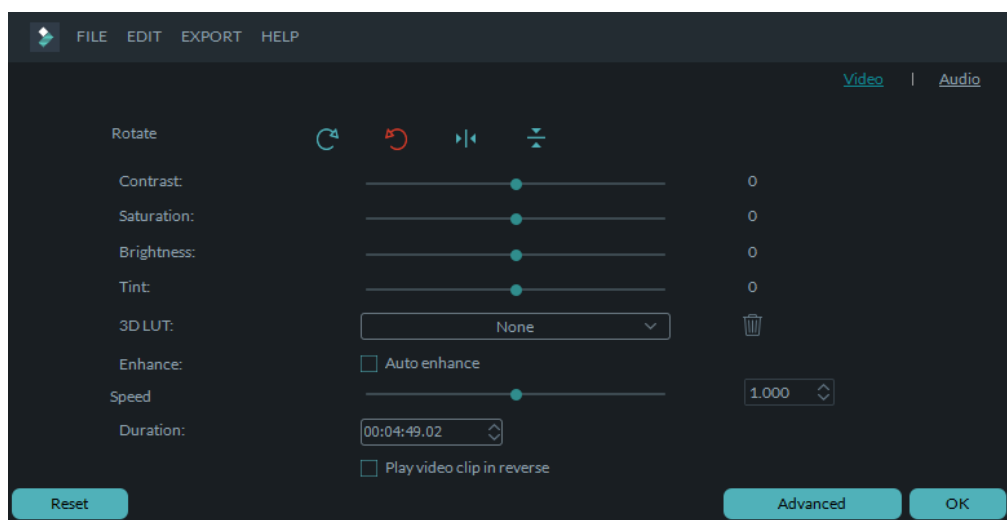 FILE EDIT EXPORT HELP
Video | Audio
Rotate
Contrast: 0
Saturation: 0
Brightness: 0
Tint: 0
3D LUT: None
Enhance: Auto enhance
Speed 1.000
Duration: 00:04:49.02
Play video clip in reverse
Reset Advanced OK